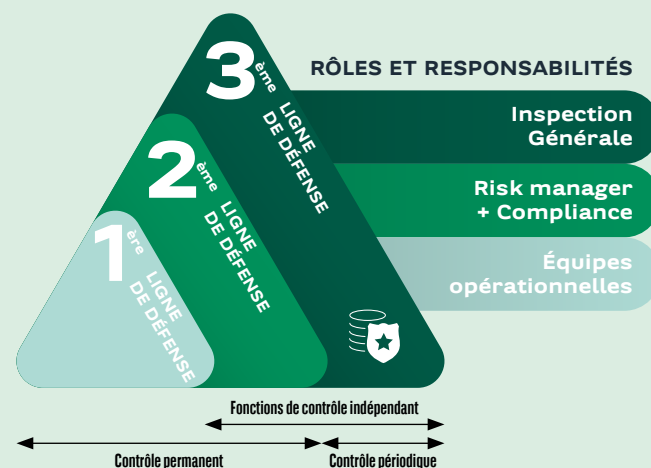 RÔLES ET RESPONSABILITÉS
3ème LIGNE
DE DÉFENSE
Inspection
Générale
2ème LIGNE
DE DÉFENSE
Risk manager
+ Compliance
1ère LIGNE
DE DÉFENSE
Équipes
opérationnelles
Fonctions de contrôle indépendant
Contrôle permanent
Contrôle périodique